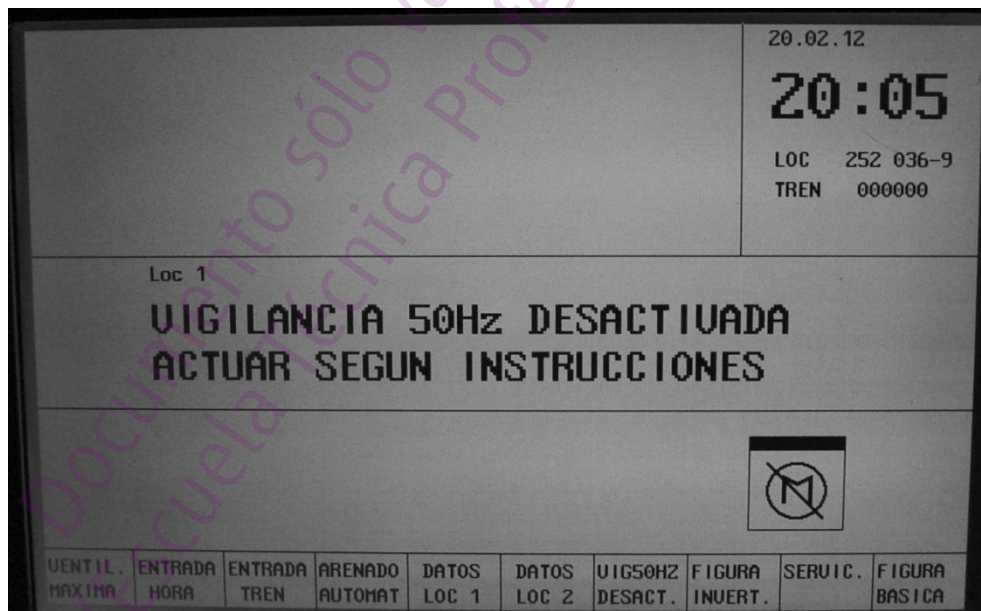 20.02.12
20:05
LOC 252 036-9
TREN 000000
Loc 1
VIGILANCIA 50Hz DESACTIVADA
ACTUAR SEGUN INSTRUCCIONES
M
VENTIL. MAXIMA
ENTRADA HORA
ENTRADA TREN
ARENADO AUTOMAT
DATOS LOC 1
DATOS LOC 2
VIG50HZ DESACT.
FIGURA INVERT.
SERVIC.
FIGURA BASICA
Documento sólo
Escuela Técnica